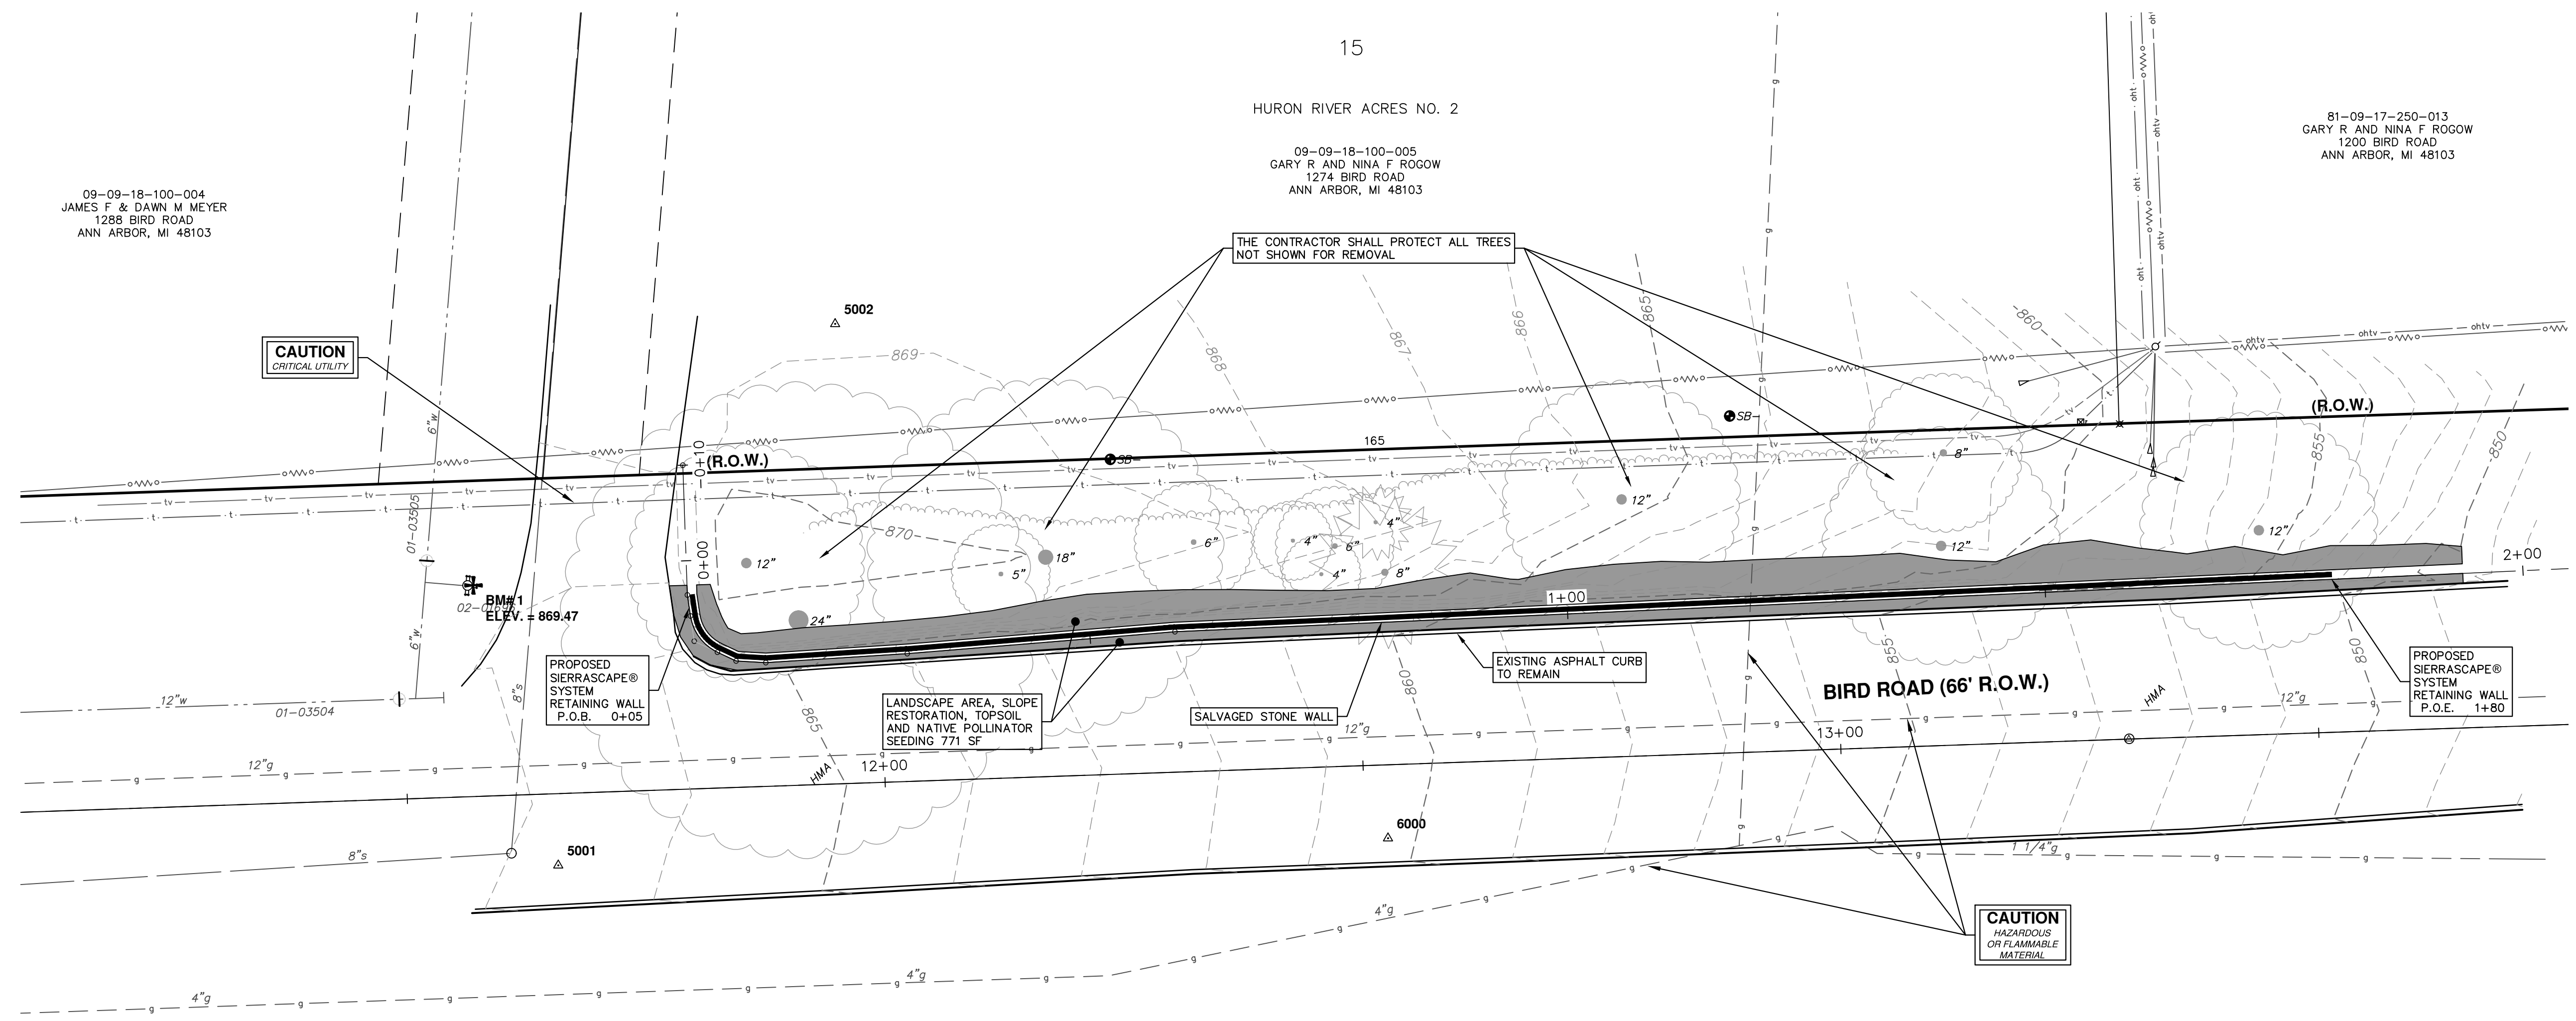 15
HURON RIVER ACRES NO. 2
09-09-18-100-005
GARY R AND NINA F ROGOW
1274 BIRD ROAD
ANN ARBOR, MI 48103
81-09-17-250-013
GARY R AND NINA F ROGOW
1200 BIRD ROAD
ANN ARBOR, MI 48103
09-09-18-100-004
JAMES F & DAWN M MEYER
1288 BIRD ROAD
ANN ARBOR, MI 48103
THE CONTRACTOR SHALL PROTECT ALL TREES
NOT SHOWN FOR REMOVAL
CAUTION
CRITICAL UTILITY
5002
869
868
867
866
865
860
855
850
870
(R.O.W.)
(R.O.W.)
165
SB-
SB-
0+10
0+00
1+00
2+00
6"w
01-03505
6"w
BM# 1
ELEV. = 869.47
12"
24"
5"
18"
6"
4"
4"
4"
6"
8"
12"
8"
12"
12"
PROPOSED
SIERRASCAPE®
SYSTEM
RETAINING WALL
P.O.B. 0+05
LANDSCAPE AREA, SLOPE
RESTORATION, TOPSOIL
AND NATIVE POLLINATOR
SEEDING 771 SF
SALVAGED STONE WALL
EXISTING ASPHALT CURB
TO REMAIN
PROPOSED
SIERRASCAPE®
SYSTEM
RETAINING WALL
P.O.E. 1+80
BIRD ROAD (66' R.O.W.)
HMA
HMA
12"w
01-03504
8"s
865
860
855
850
12"g
12"g
12"g
12+00
13+00
8"s
5001
6000
1 1/4"g
4"g
4"g
4"g
CAUTION
HAZARDOUS
OR FLAMMABLE
MATERIAL